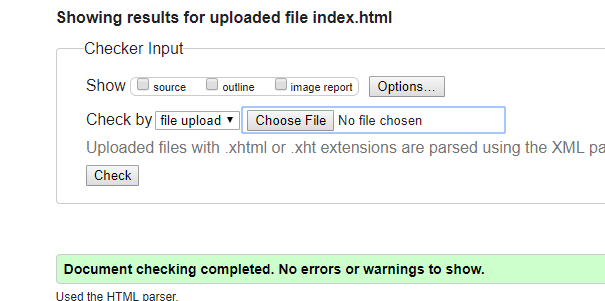 Showing results for uploaded file index.html
Checker Input
Show source outline image report Options...
Check by file upload Choose File No file chosen
Uploaded files with .xhtml or .xht extensions are parsed using the XML pa
Check
Document checking completed. No errors or warnings to show.
Used the HTML parser.